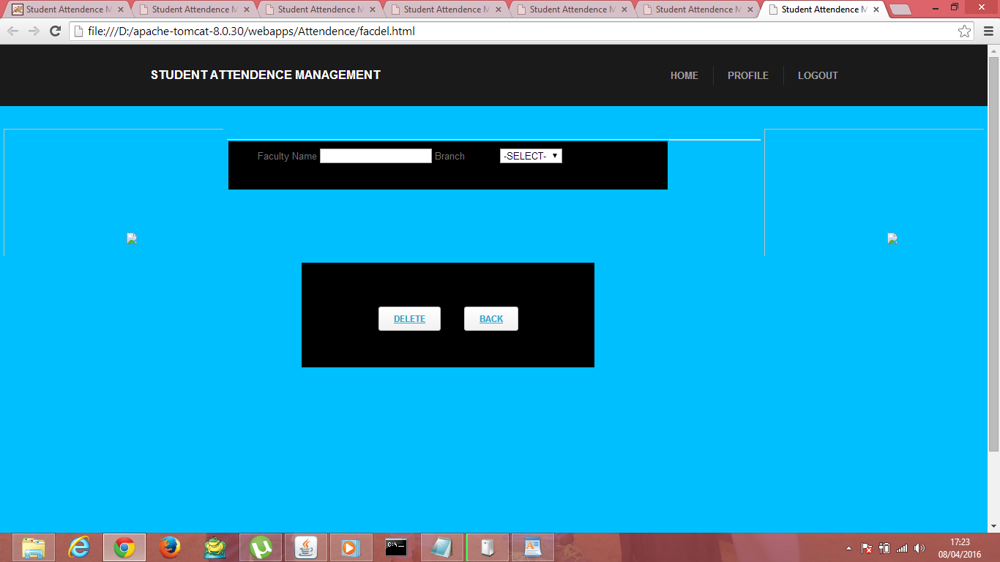 Student Attendence M Student Attendence M Student Attendence M Student Attendence M Student Attendence M Student Attendence M Student Attendence M
file:///D:/apache-tomcat-8.0.30/webapps/Attendence/facdel.html
STUDENT ATTENDENCE MANAGEMENT HOME PROFILE LOGOUT
Faculty Name Branch -SELECT-
DELETE BACK
C:\._
17:23
08/04/2016